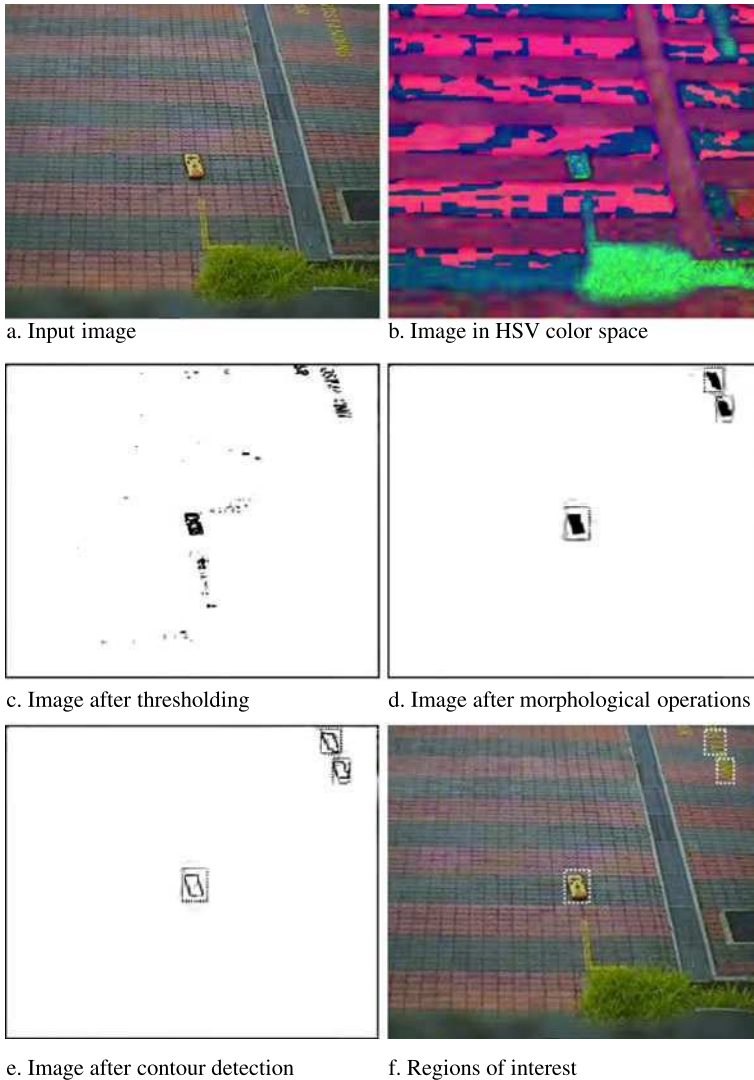 a. Input image
b. Image in HSV color space
c. Image after thresholding
d. Image after morphological operations
e. Image after contour detection
f. Regions of interest